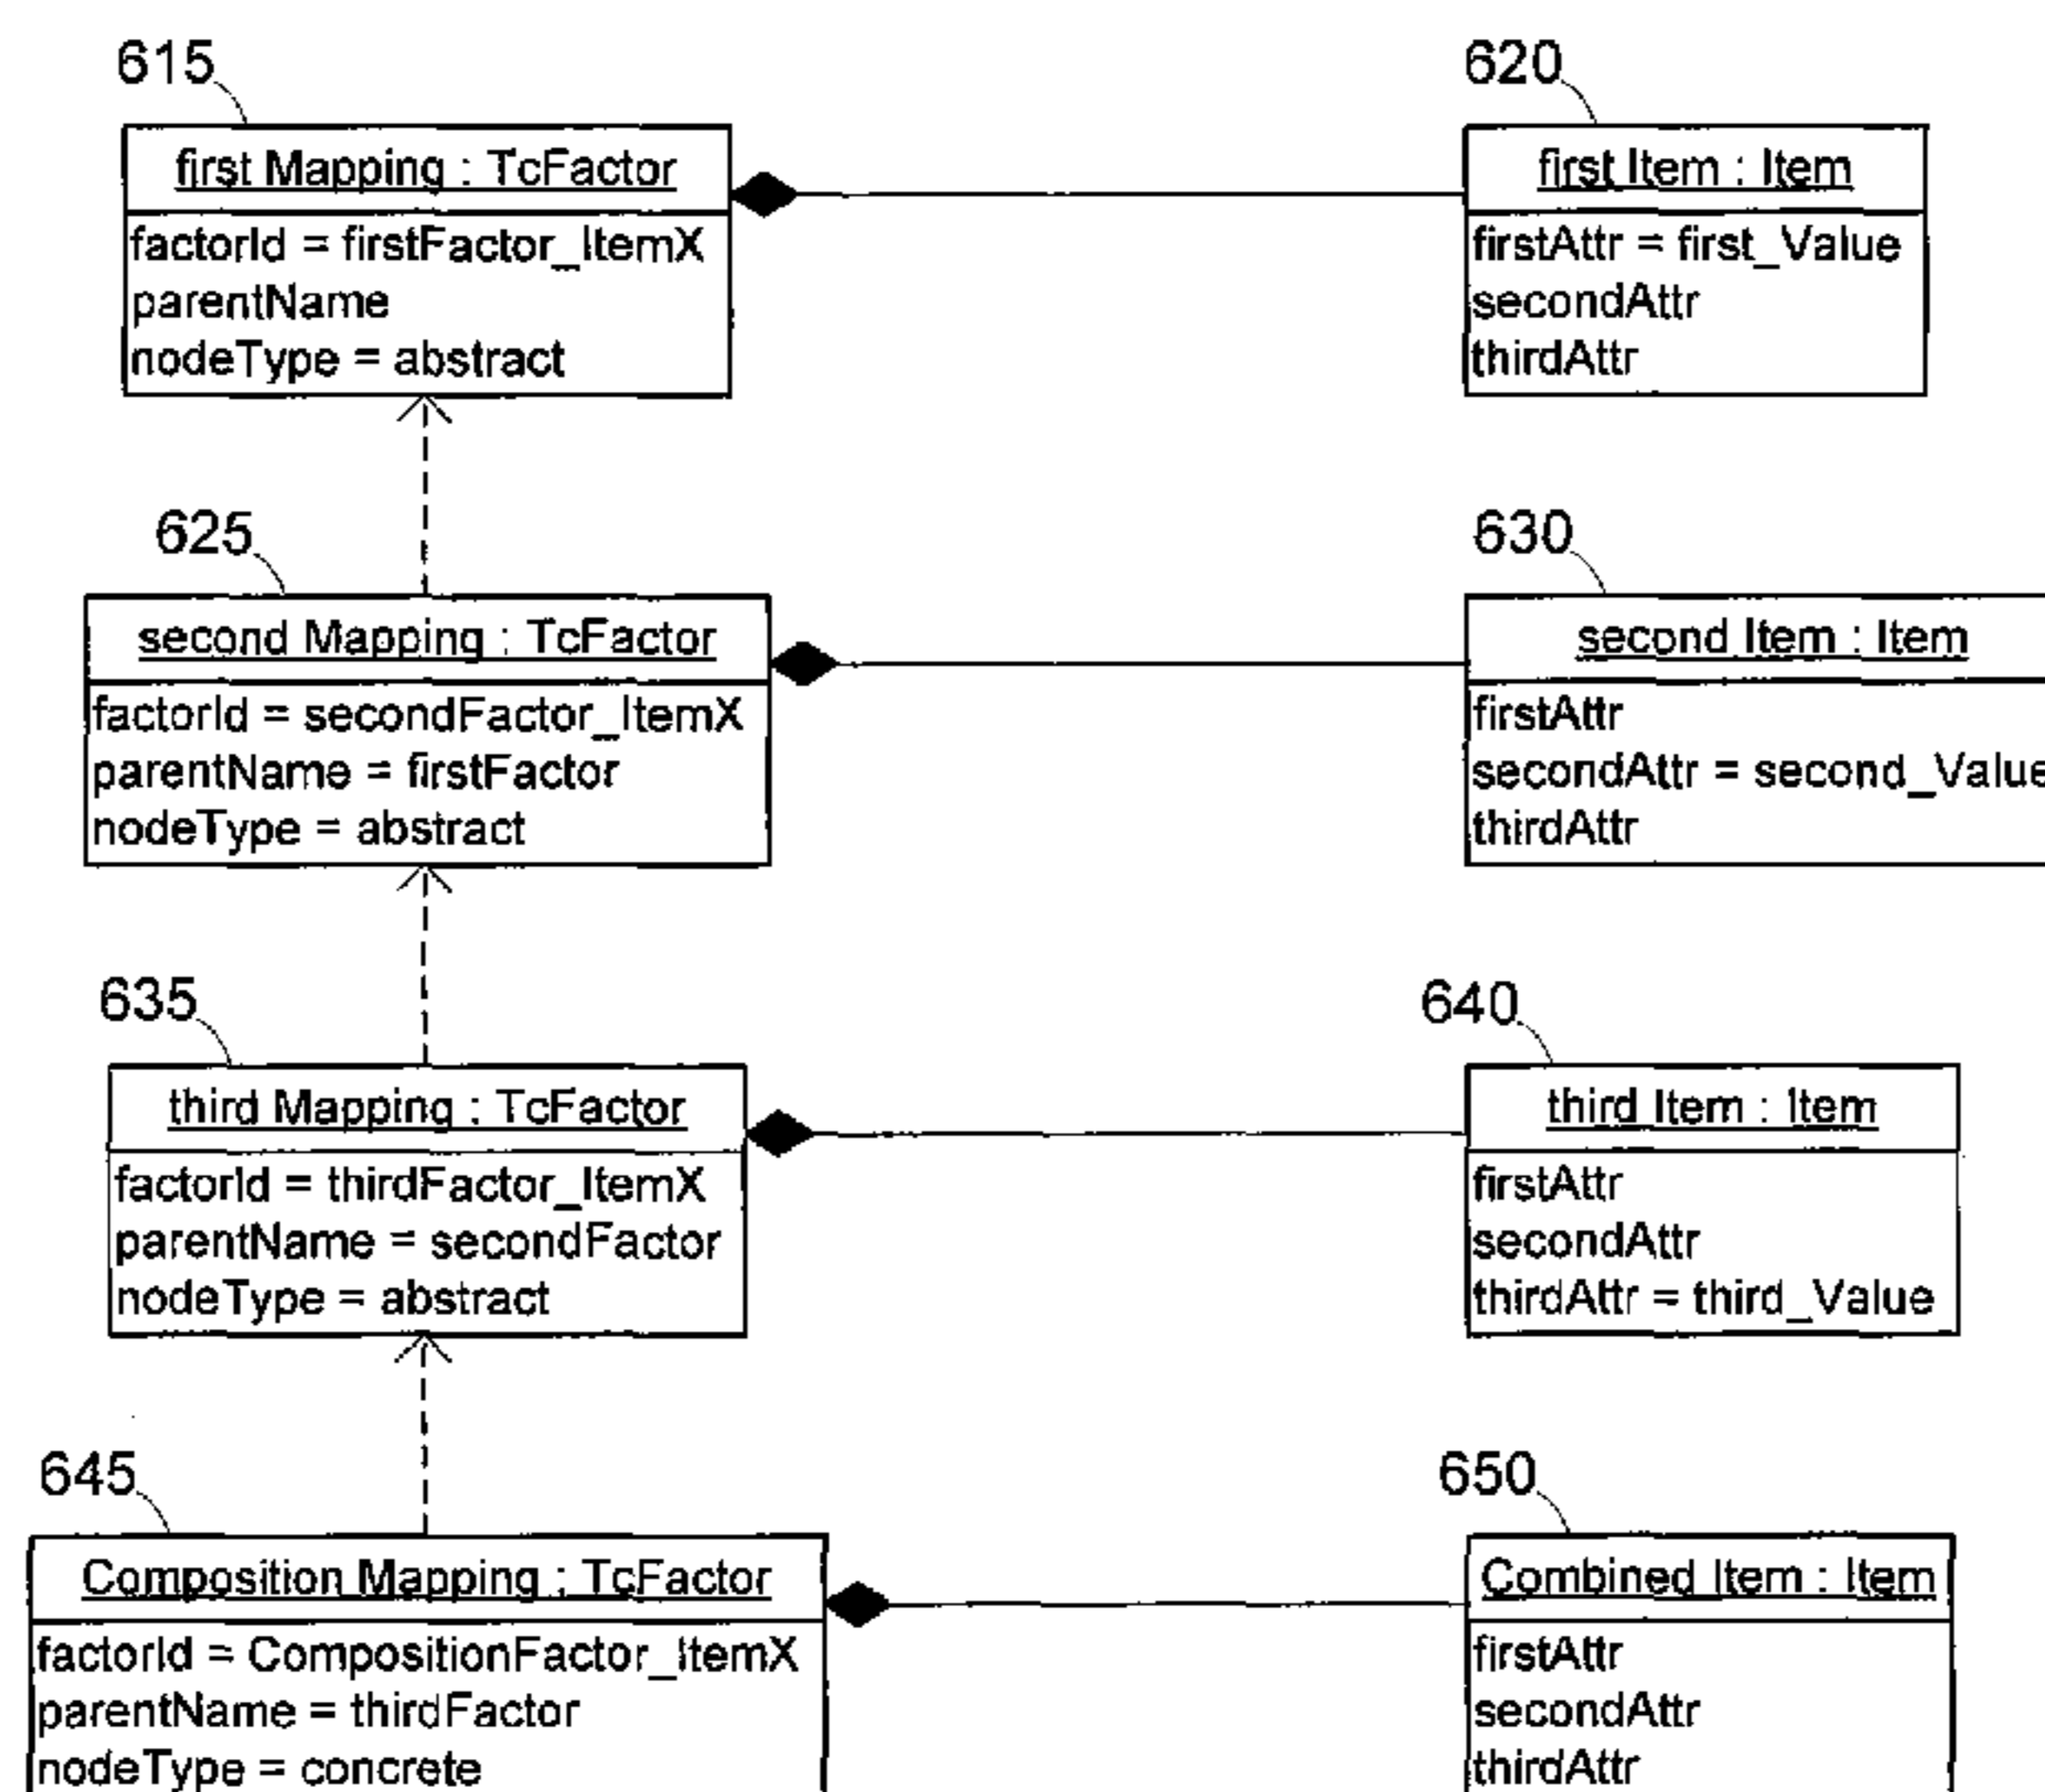 615
first Mapping : TcFactor
factorId = firstFactor_ItemX
parentName
nodeType = abstract
620
first Item : Item
firstAttr = first_Value
secondAttr
thirdAttr
625
second Mapping : TcFactor
factorId = secondFactor_ItemX
parentName = firstFactor
nodeType = abstract
630
second Item : Item
firstAttr
secondAttr = second_Value
thirdAttr
635
third Mapping : TcFactor
factorId = thirdFactor_ItemX
parentName = secondFactor
nodeType = abstract
640
third Item : Item
firstAttr
secondAttr
thirdAttr = third_Value
645
Composition Mapping : TcFactor
factorId = CompositionFactor_ItemX
parentName = thirdFactor
nodeType = concrete
650
Combined Item : Item
firstAttr
secondAttr
thirdAttr